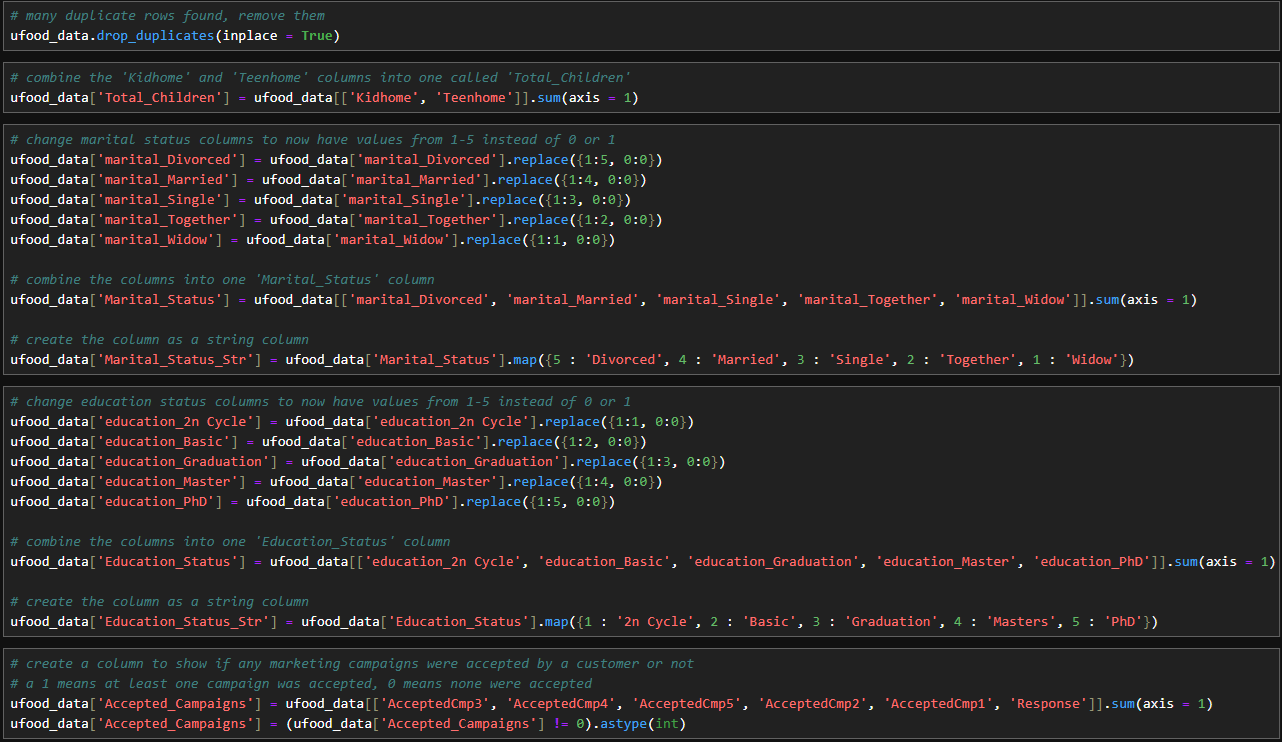 # many duplicate rows found, remove them
ufood_data.drop_duplicates(inplace = True)
# combine the 'Kidhome' and 'Teenhome' columns into one called 'Total_Children'
ufood_data['Total_Children'] = ufood_data[['Kidhome', 'Teenhome']].sum(axis = 1)
# change marital status columns to now have values from 1-5 instead of 0 or 1
ufood_data['marital_Divorced'] = ufood_data['marital_Divorced'].replace({1:5, 0:0})
ufood_data['marital_Married'] = ufood_data['marital_Married'].replace({1:4, 0:0})
ufood_data['marital_Single'] = ufood_data['marital_Single'].replace({1:3, 0:0})
ufood_data['marital_Together'] = ufood_data['marital_Together'].replace({1:2, 0:0})
ufood_data['marital_Widow'] = ufood_data['marital_Widow'].replace({1:1, 0:0})
# combine the columns into one 'Marital_Status' column
ufood_data['Marital_Status'] = ufood_data[['marital_Divorced', 'marital_Married', 'marital_Single', 'marital_Together', 'marital_Widow']].sum(axis = 1)
# create the column as a string column
ufood_data['Marital_Status_Str'] = ufood_data['Marital_Status'].map({5 : 'Divorced', 4 : 'Married', 3 : 'Single', 2 : 'Together', 1 : 'Widow'})
# change education status columns to now have values from 1-5 instead of 0 or 1
ufood_data['education_2n Cycle'] = ufood_data['education_2n Cycle'].replace({1:1, 0:0})
ufood_data['education_Basic'] = ufood_data['education_Basic'].replace({1:2, 0:0})
ufood_data['education_Graduation'] = ufood_data['education_Graduation'].replace({1:3, 0:0})
ufood_data['education_Master'] = ufood_data['education_Master'].replace({1:4, 0:0})
ufood_data['education_PhD'] = ufood_data['education_PhD'].replace({1:5, 0:0})
# combine the columns into one 'Education_Status' column
ufood_data['Education_Status'] = ufood_data[['education_2n Cycle', 'education_Basic', 'education_Graduation', 'education_Master', 'education_PhD']].sum(axis = 1)
# create the column as a string column
ufood_data['Education_Status_Str'] = ufood_data['Education_Status'].map({1 : '2n Cycle', 2 : 'Basic', 3 : 'Graduation', 4 : 'Masters', 5 : 'PhD'})
# create a column to show if any marketing campaigns were accepted by a customer or not
# a 1 means at least one campaign was accepted, 0 means none were accepted
ufood_data['Accepted_Campaigns'] = ufood_data[['AcceptedCmp3', 'AcceptedCmp4', 'AcceptedCmp5', 'AcceptedCmp2', 'AcceptedCmp1', 'Response']].sum(axis = 1)
ufood_data['Accepted_Campaigns'] = (ufood_data['Accepted_Campaigns'] != 0).astype(int)